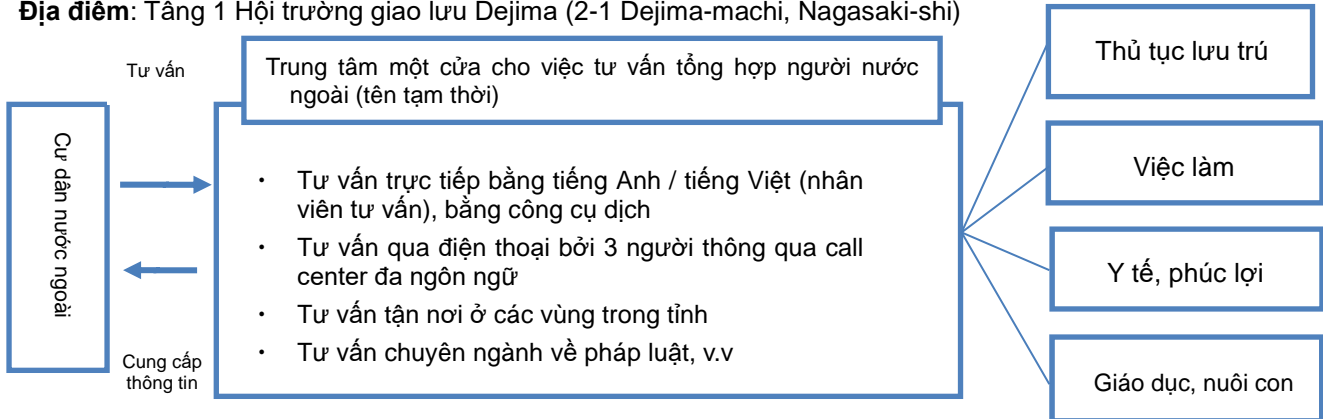 Địa điểm: Tầng 1 Hội trường giao lưu Dejima (2-1 Dejima-machi, Nagasaki-shi)
Tư vấn
Cư dân nước ngoài
Cung cấp
thông tin
Trung tâm một cửa cho việc tư vấn tổng hợp người nước
ngoài (tên tạm thời)
・ Tư vấn trực tiếp bằng tiếng Anh / tiếng Việt (nhân
viên tư vấn), bằng công cụ dịch
・ Tư vấn qua điện thoại bởi 3 người thông qua call
center đa ngôn ngữ
・ Tư vấn tận nơi ở các vùng trong tỉnh
・ Tư vấn chuyên ngành về pháp luật, v.v
Thủ tục lưu trú
Việc làm
Y tế, phúc lợi
Giáo dục, nuôi con